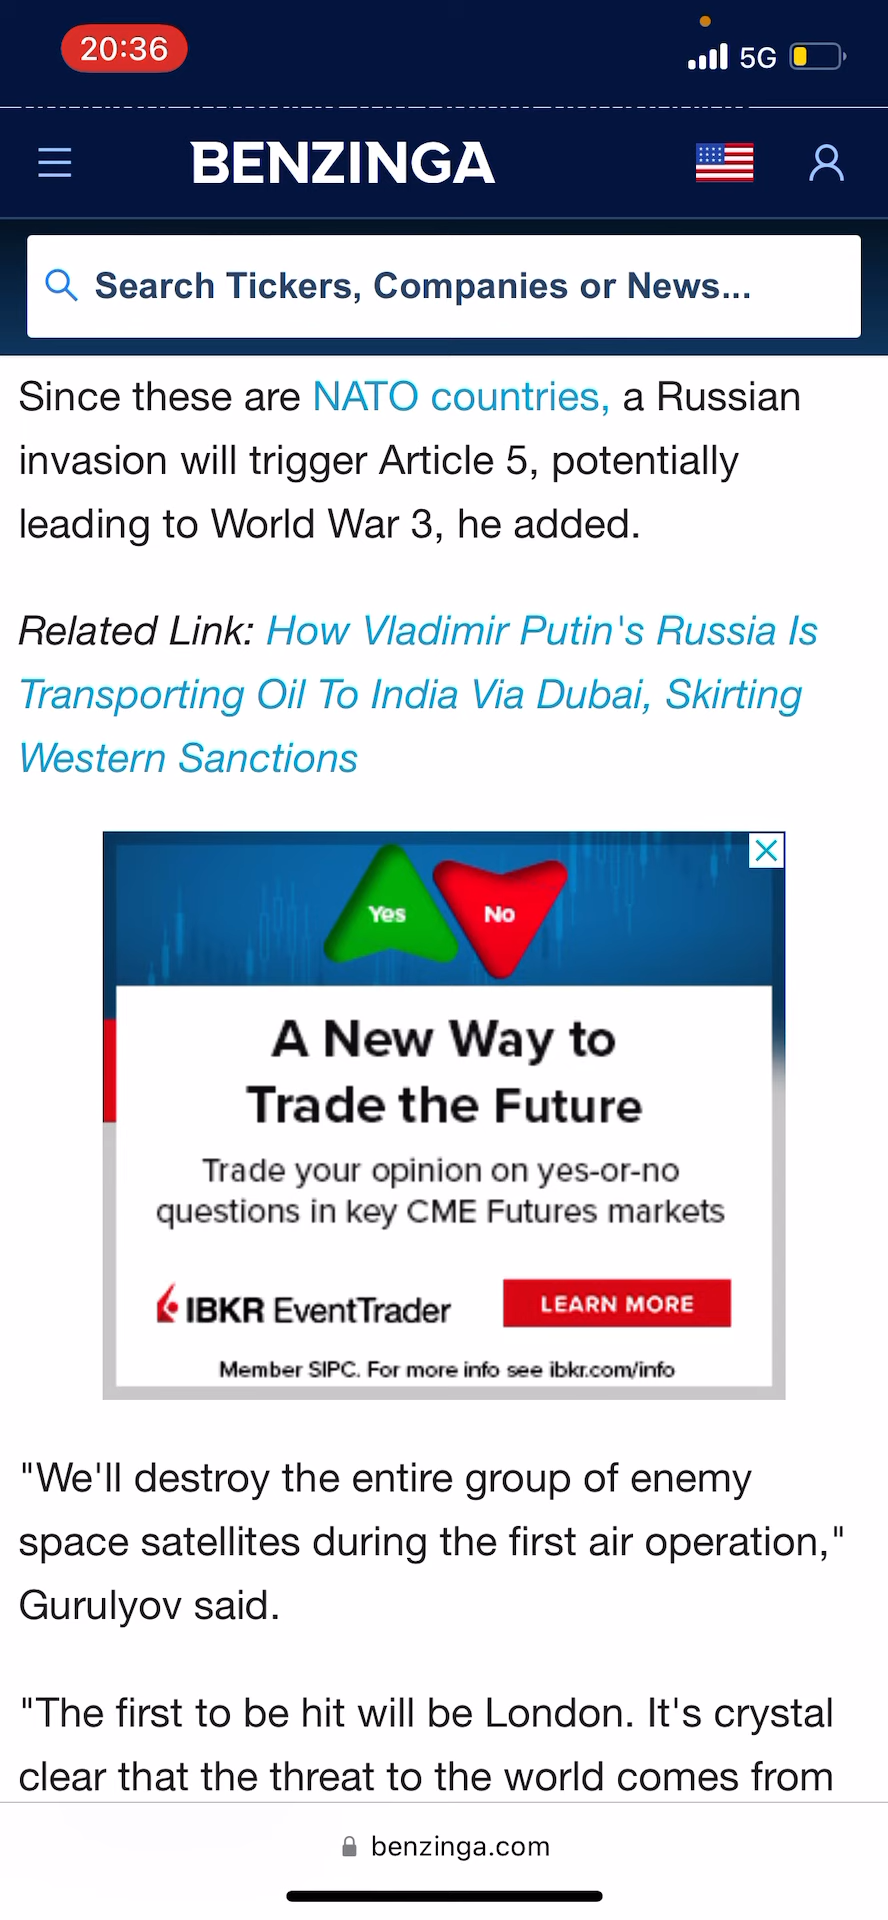 20:36
5G
BENZINGA
Search Tickers, Companies or News...
Since these are NATO countries, a Russian
invasion will trigger Article 5, potentially
leading to World War 3, he added.
Related Link: How Vladimir Putin's Russia Is
Transporting Oil To India Via Dubai, Skirting
Western Sanctions
Yes No
A New Way to
Trade the Future
Trade your opinion on yes-or-no
questions in key CME Futures markets
IBKR EventTrader LEARN MORE
Member SIPC. For more info see ibkr.com/info
"We'll destroy the entire group of enemy
space satellites during the first air operation,"
Gurulyov said.
"The first to be hit will be London. It's crystal
clear that the threat to the world comes from
benzinga.com